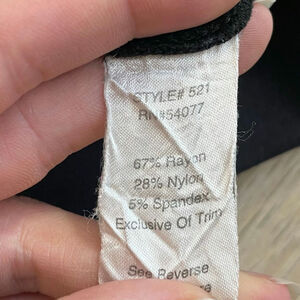 STYLE# 521
RN#54077
67% Rayon
28% Nylon
5% Spandex
Exclusive Of Trim
See Reverse